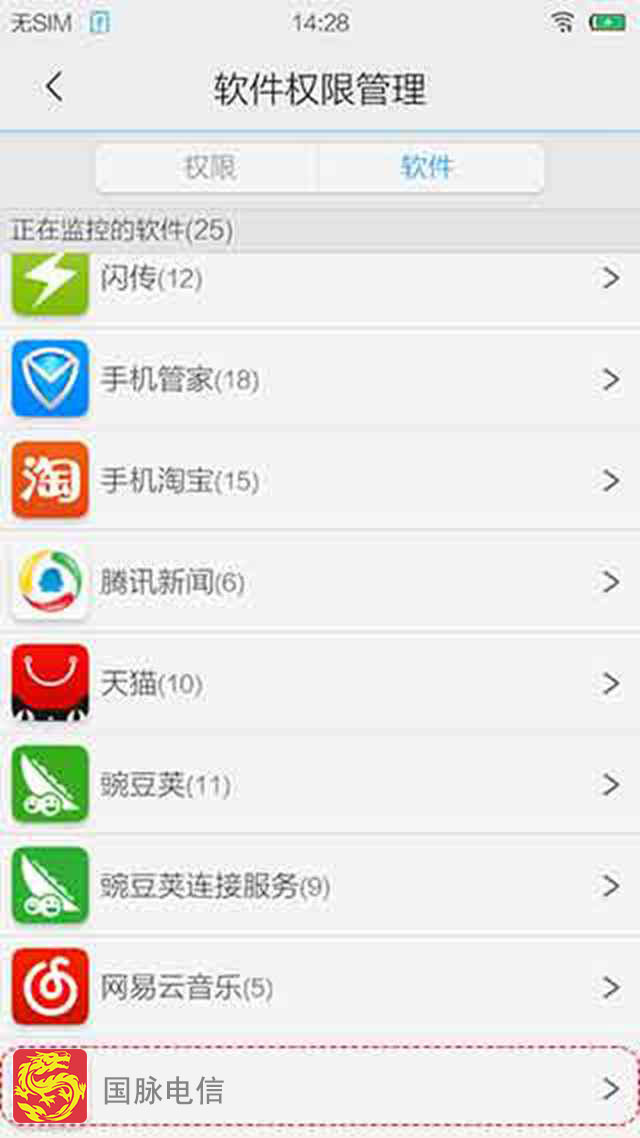 无SIM 14:28
软件权限管理
权限 软件
正在监控的软件(25)
闪传(12)
手机管家(18)
淘
手机淘宝(15)
腾讯新闻(6)
天猫(10)
豌豆荚(11)
豌豆荚连接服务(9)
网易云音乐(5)
国脉电信